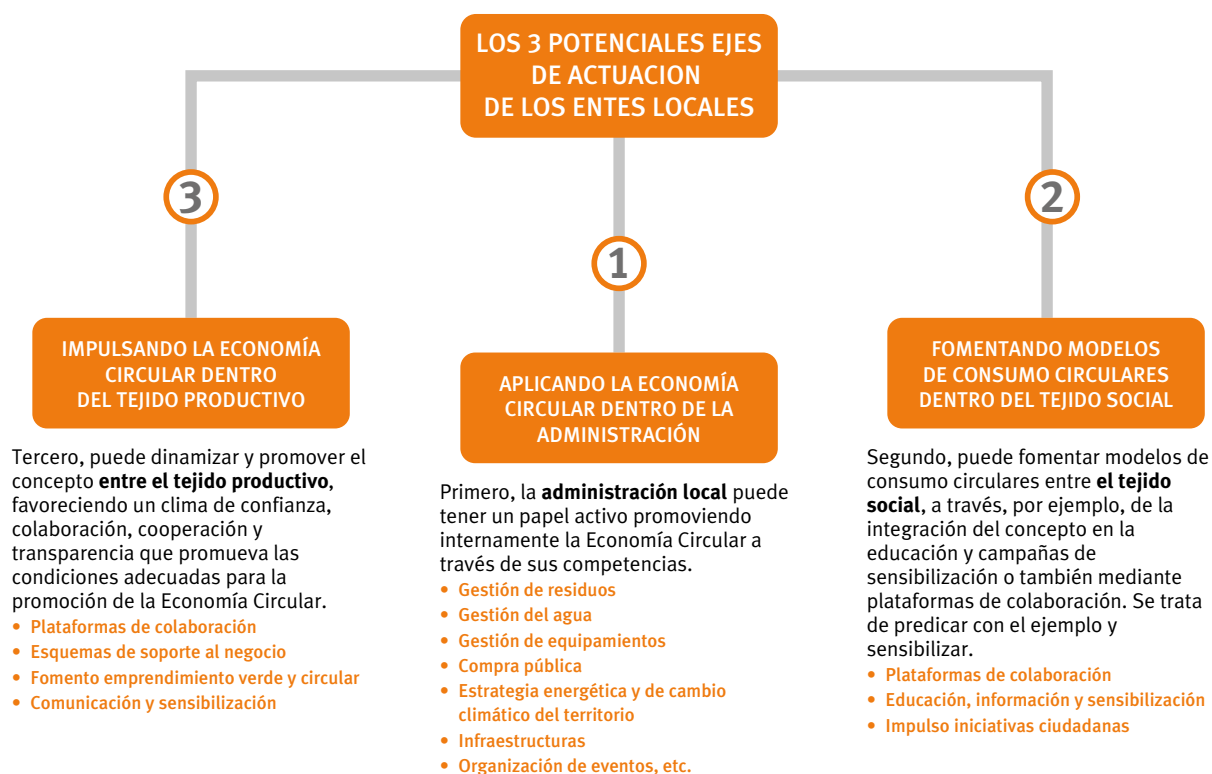 LOS 3 POTENCIALES EJES
DE ACTUACION
DE LOS ENTES LOCALES
3
IMPULSANDO LA ECONOMÍA
CIRCULAR DENTRO
DEL TEJIDO PRODUCTIVO
Tercero, puede dinamizar y promover el
concepto entre el tejido productivo,
favoreciendo un clima de confianza,
colaboración, cooperación y
transparencia que promueva las
condiciones adecuadas para la
promoción de la Economía Circular.
• Plataformas de colaboración
• Esquemas de soporte al negocio
• Fomento emprendimiento verde y circular
• Comunicación y sensibilización
1
APLICANDO LA ECONOMÍA
CIRCULAR DENTRO DE LA
ADMINISTRACIÓN
Primero, la administración local puede
tener un papel activo promoviendo
internamente la Economía Circular a
través de sus competencias.
• Gestión de residuos
• Gestión del agua
• Gestión de equipamientos
• Compra pública
• Estrategia energética y de cambio
climático del territorio
• Infraestructuras
• Organización de eventos, etc.
2
FOMENTANDO MODELOS
DE CONSUMO CIRCULARES
DENTRO DEL TEJIDO SOCIAL
Segundo, puede fomentar modelos de
consumo circulares entre el tejido
social, a través, por ejemplo, de la
integración del concepto en la
educación y campañas de
sensibilización o también mediante
plataformas de colaboración. Se trata
de predicar con el ejemplo y
sensibilizar.
• Plataformas de colaboración
• Educación, información y sensibilización
• Impulso iniciativas ciudadanas